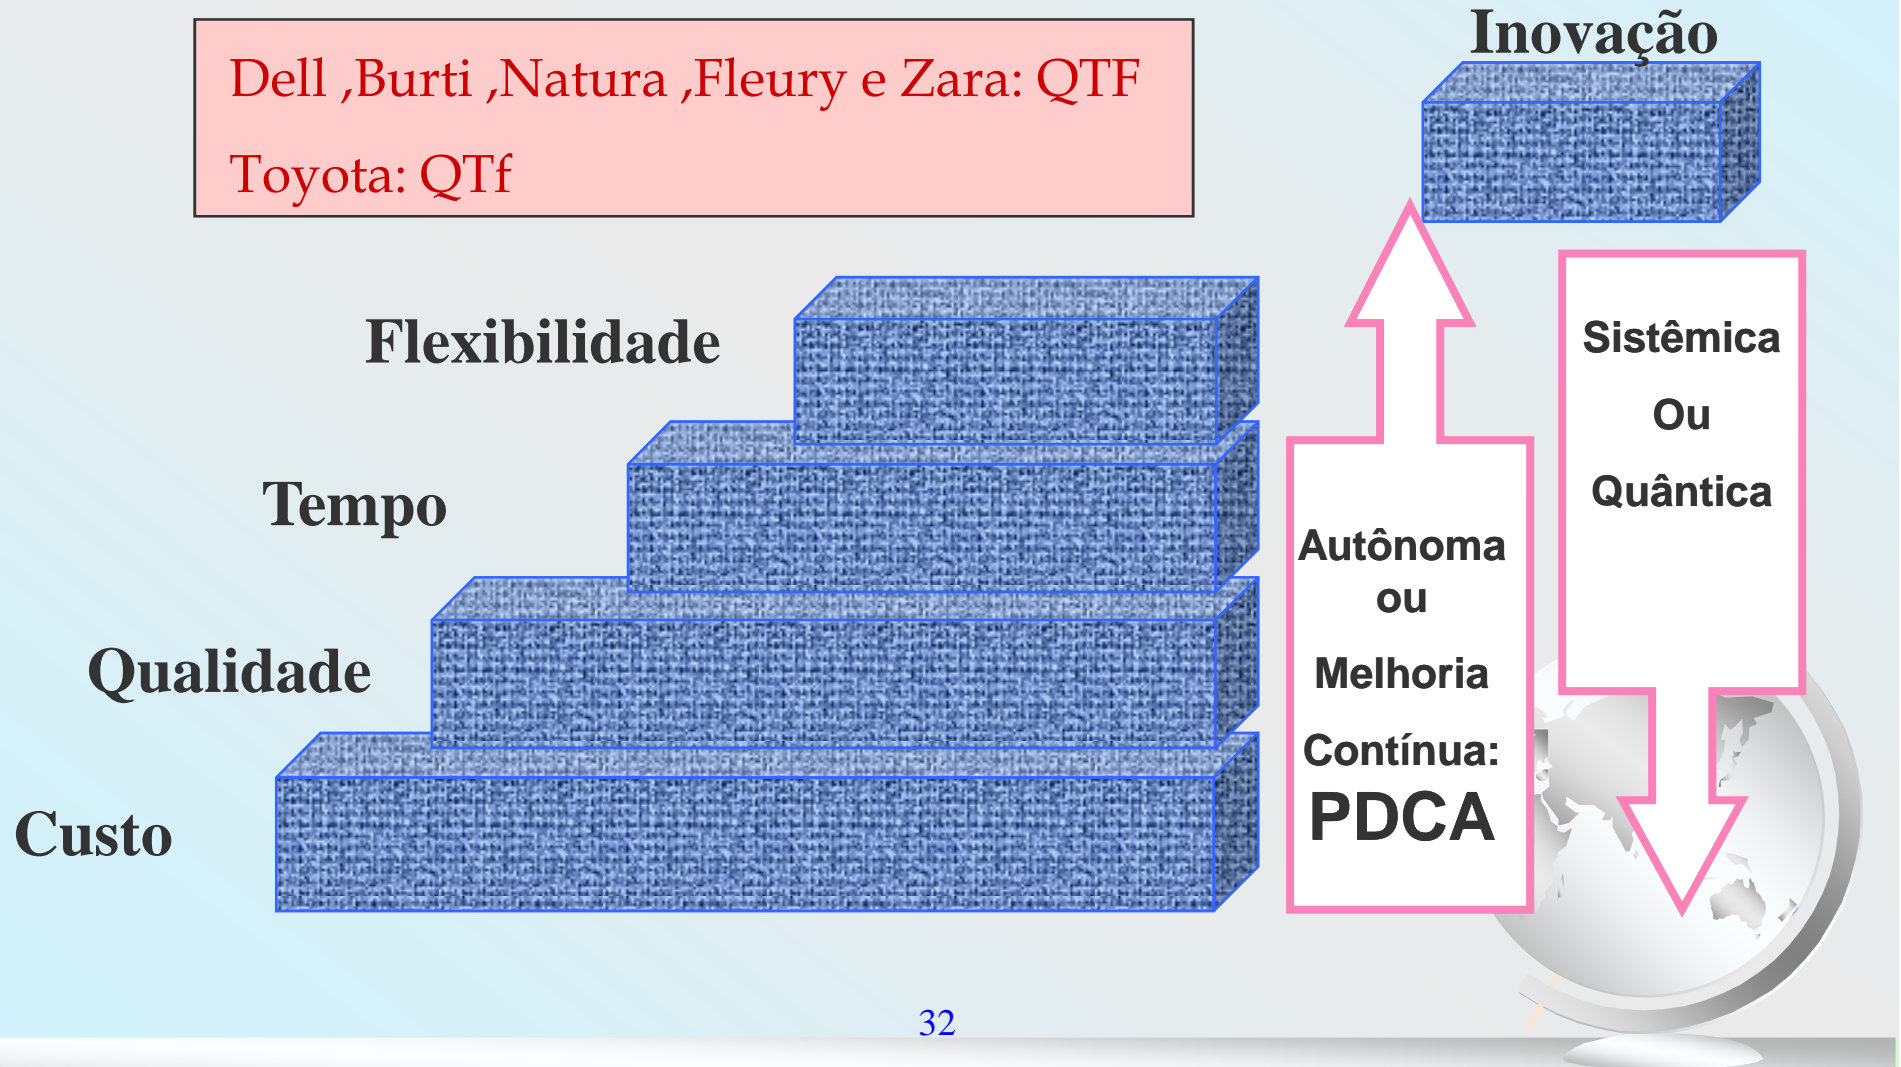 Inovação
Dell ,Burti ,Natura ,Fleury e Zara: QTF
Toyota: QTf
Flexibilidade
Tempo
Qualidade
Custo
Autônoma
ou
Melhoria
Contínua:
PDCA
Sistêmica
Ou
Quântica
32